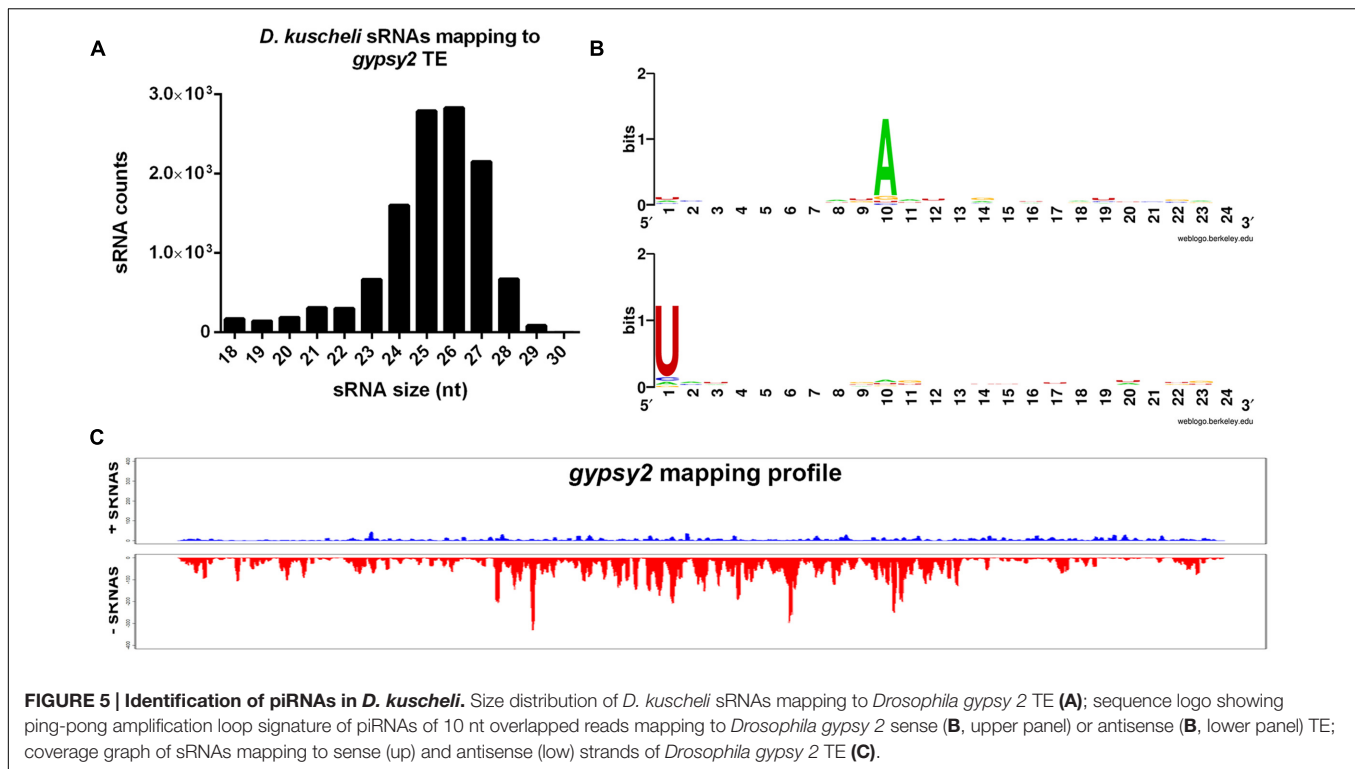 A
D. kuscheli sRNAs mapping to
gypsy2 TE
sRNA counts
3.0×10³
2.0×10³
1.0×10³
0
18 19 20 21 22 23 24 25 26 27 28 29 30
sRNA size (nt)
B
bits
2
1
0
A
5′ 1 2 3 4 5 6 7 8 9 10 11 12 13 14 15 16 17 18 19 20 21 22 23 24 3′
weblogo.berkeley.edu
bits
2
1
0
U
5′ 1 2 3 4 5 6 7 8 9 10 11 12 13 14 15 16 17 18 19 20 21 22 23 24 3′
weblogo.berkeley.edu
C
gypsy2 mapping profile
+ sRNAs
- sRNAs
FIGURE 5 | Identification of piRNAs in D. kuscheli. Size distribution of D. kuscheli sRNAs mapping to Drosophila gypsy 2 TE (A); sequence logo showing
ping-pong amplification loop signature of piRNAs of 10 nt overlapped reads mapping to Drosophila gypsy 2 sense (B, upper panel) or antisense (B, lower panel) TE;
coverage graph of sRNAs mapping to sense (up) and antisense (low) strands of Drosophila gypsy 2 TE (C).